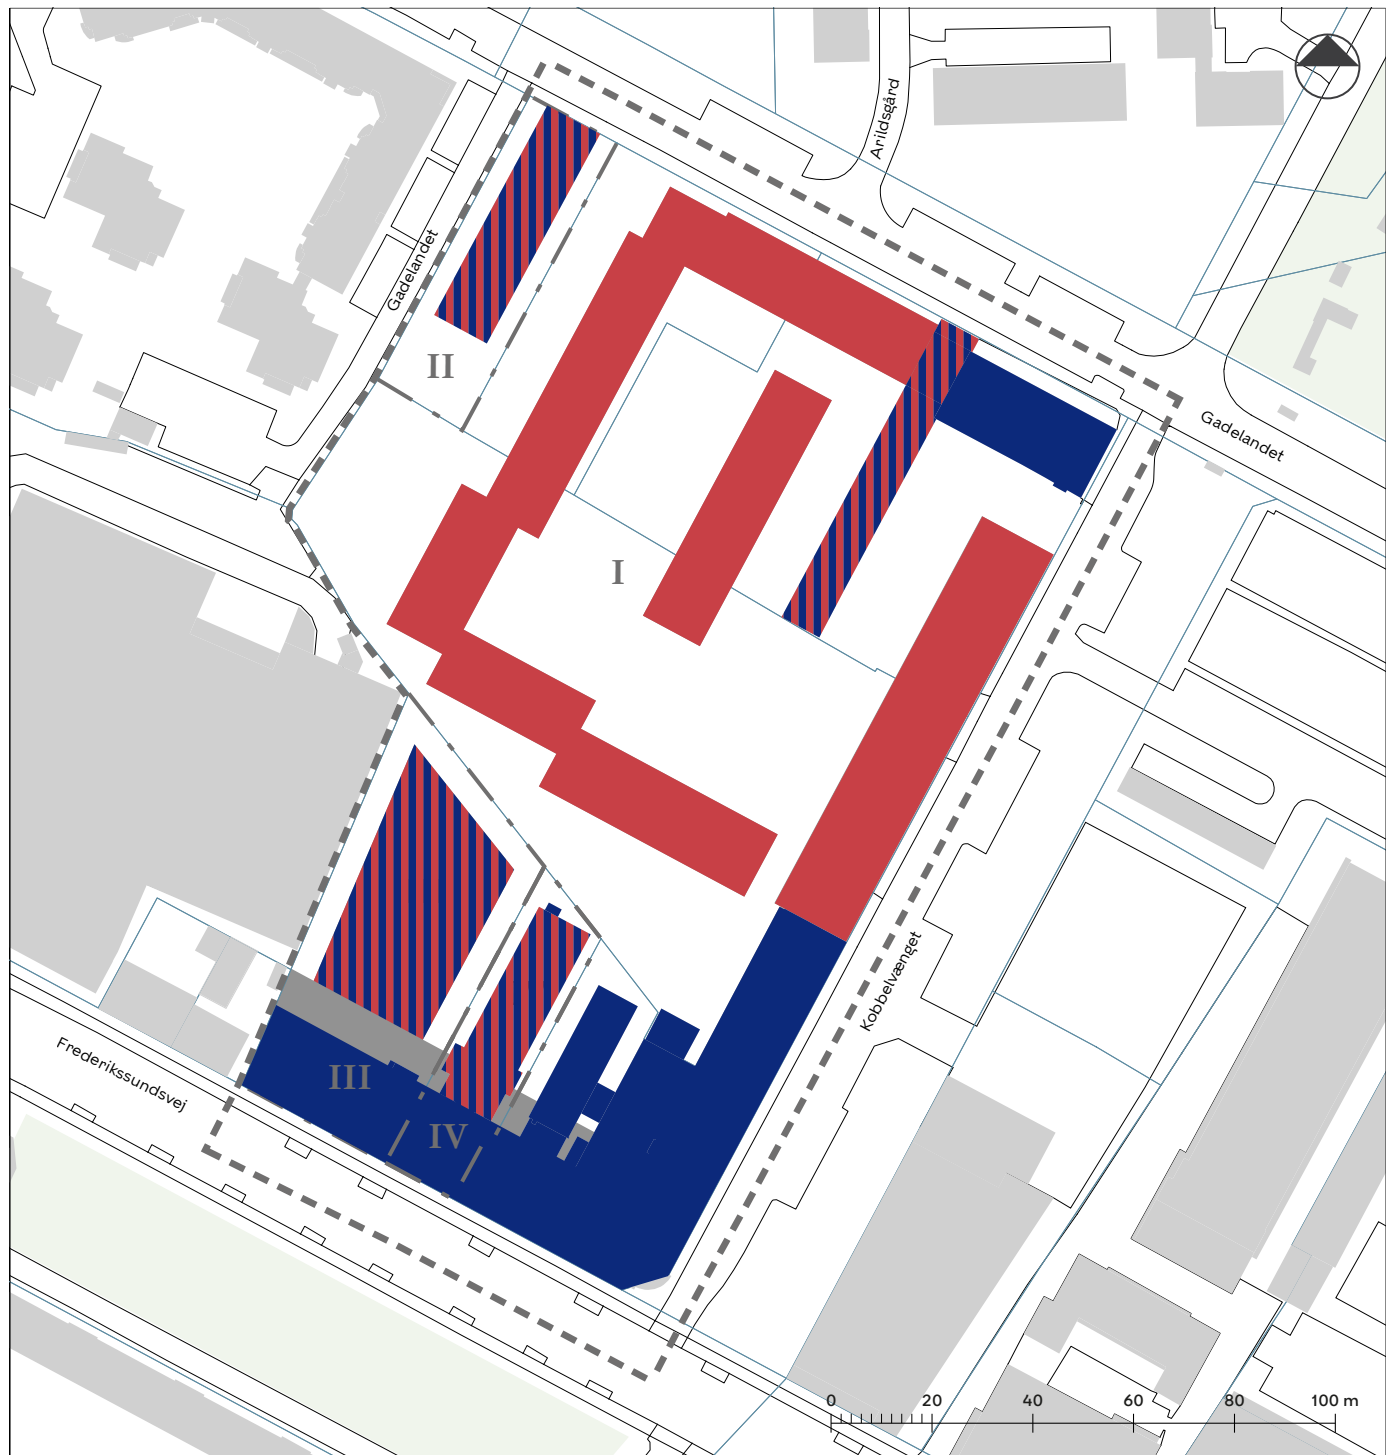 Arildsgård
Gadelandet
II
Gadelandet
I
Kobbelvænget
Frederikssundsvej
III
IV
0 20 40 60 80 100 m